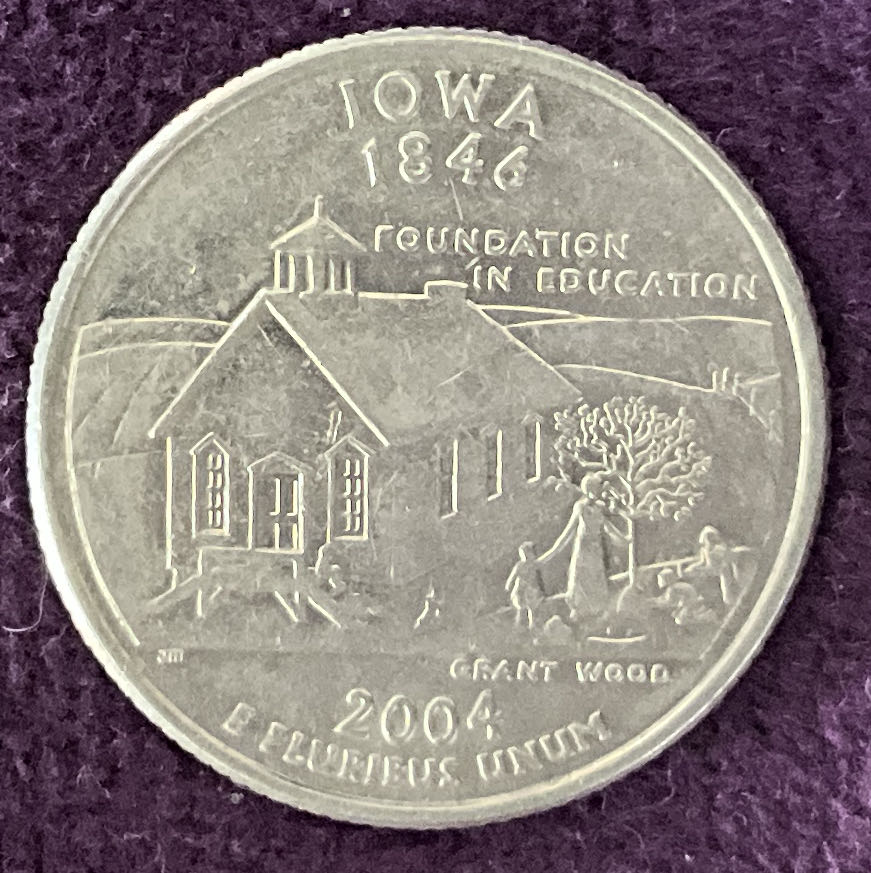 IOWA
1846
FOUNDATION
IN EDUCATION
GRANT WOOD
2004
E PLURIBUS UNUM